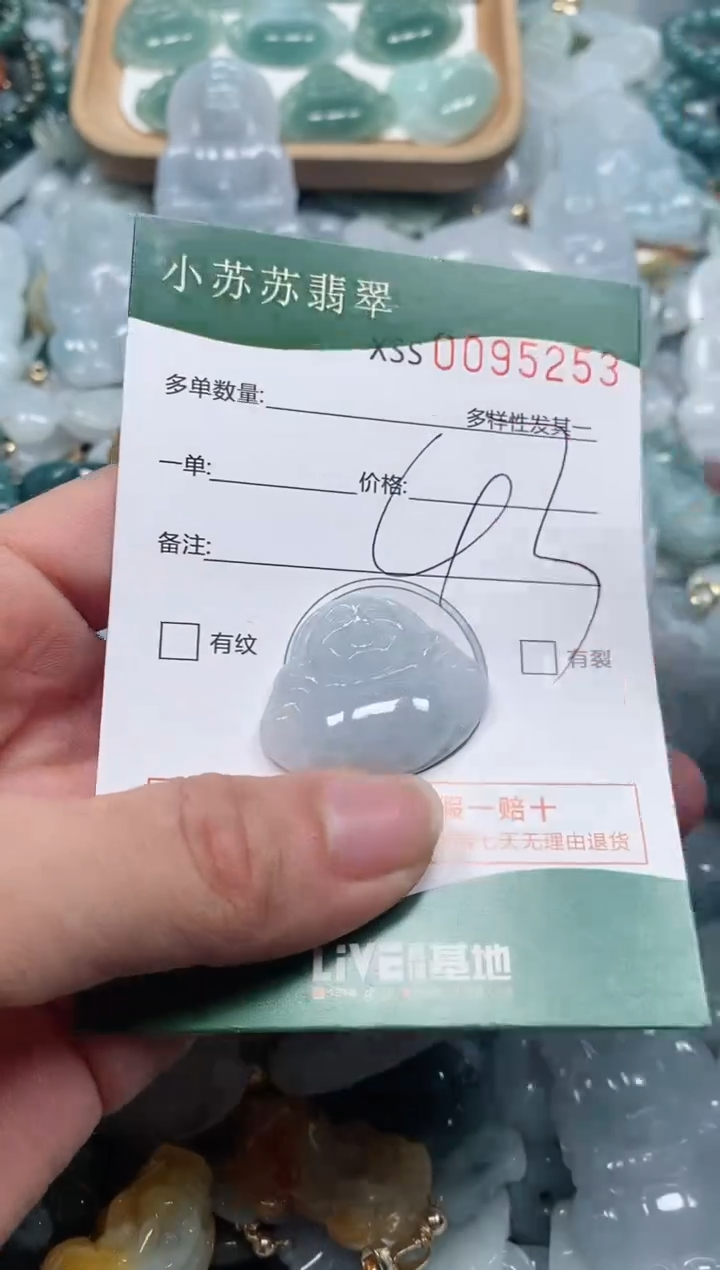 小苏苏翡翠
XSS 0095253
多单数量:
多样性发其一
一单: 价格:
95
备注:
有纹 有裂
假一赔十
七天无理由退货
LIVE 基地